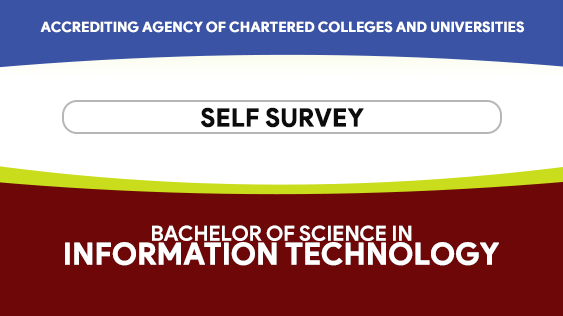 ACCREDITING AGENCY OF CHARTERED COLLEGES AND UNIVERSITIES
SELF SURVEY
BACHELOR OF SCIENCE IN
INFORMATION TECHNOLOGY